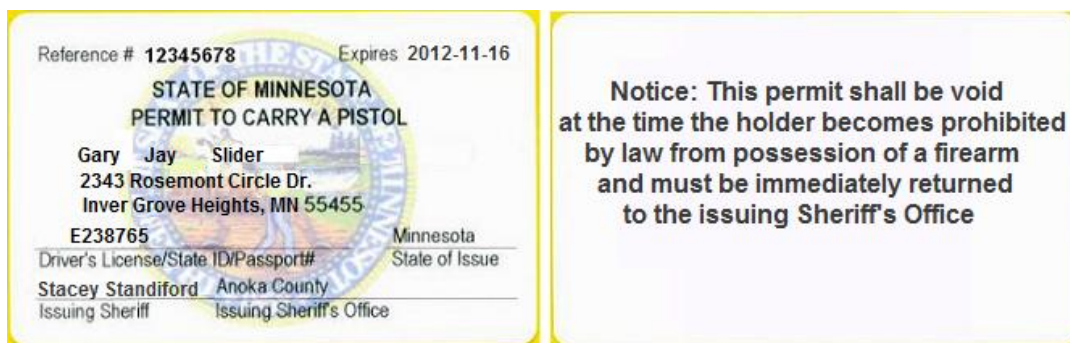 Reference # 12345678 Expires 2012-11-16
STATE OF MINNESOTA
PERMIT TO CARRY A PISTOL
Gary Jay Slider
2343 Rosemont Circle Dr.
Inver Grove Heights, MN 55455
E238765 Minnesota
Driver's License/State ID/Passport# State of Issue
Stacey Standiford Anoka County
Issuing Sheriff Issuing Sheriff's Office
Notice: This permit shall be void
at the time the holder becomes prohibited
by law from possession of a firearm
and must be immediately returned
to the issuing Sheriff's Office